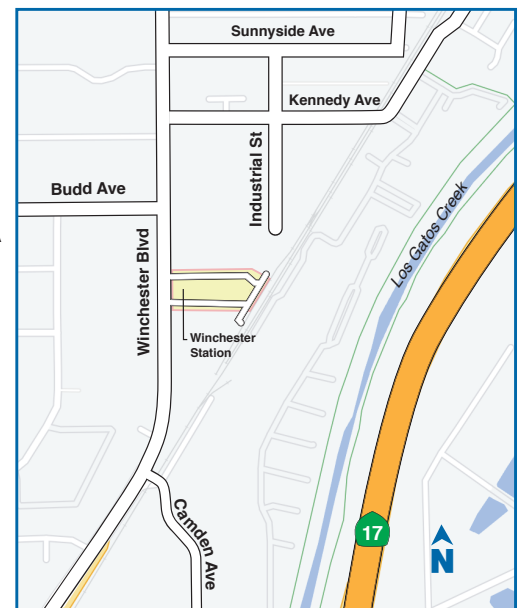 Sunnyside Ave
Kennedy Ave
Industrial St
Budd Ave
Los Gatos Creek
Winchester Blvd
Winchester
Station
Camden Ave
17
N